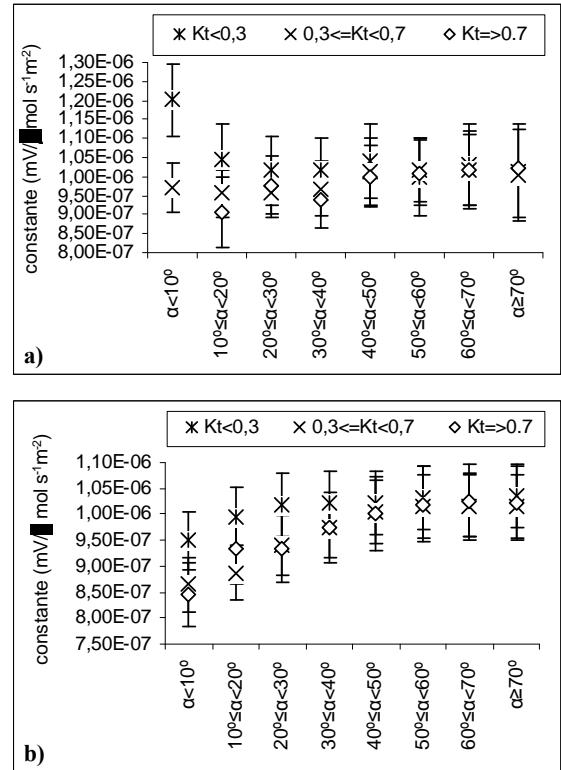 Kt<0,3 0,3<=Kt<0,7 Kt=>0.7
constante (mV/ mol s⁻¹m⁻²)
1,30E-06
1,25E-06
1,20E-06
1,15E-06
1,10E-06
1,05E-06
1,00E-06
9,50E-07
9,00E-07
8,50E-07
8,00E-07
α<10º
10º≤α<20º
20º≤α<30º
30º≤α<40º
40º≤α<50º
50º≤α<60º
60º≤α<70º
α≥70º
a)
Kt<0,3 0,3<=Kt<0,7 Kt=>0.7
constante (mV/ mol s⁻¹m⁻²)
1,10E-06
1,05E-06
1,00E-06
9,50E-07
9,00E-07
8,50E-07
8,00E-07
7,50E-07
α<10º
10º≤α<20º
20º≤α<30º
30º≤α<40º
40º≤α<50º
50º≤α<60º
60º≤α<70º
α≥70º
b)